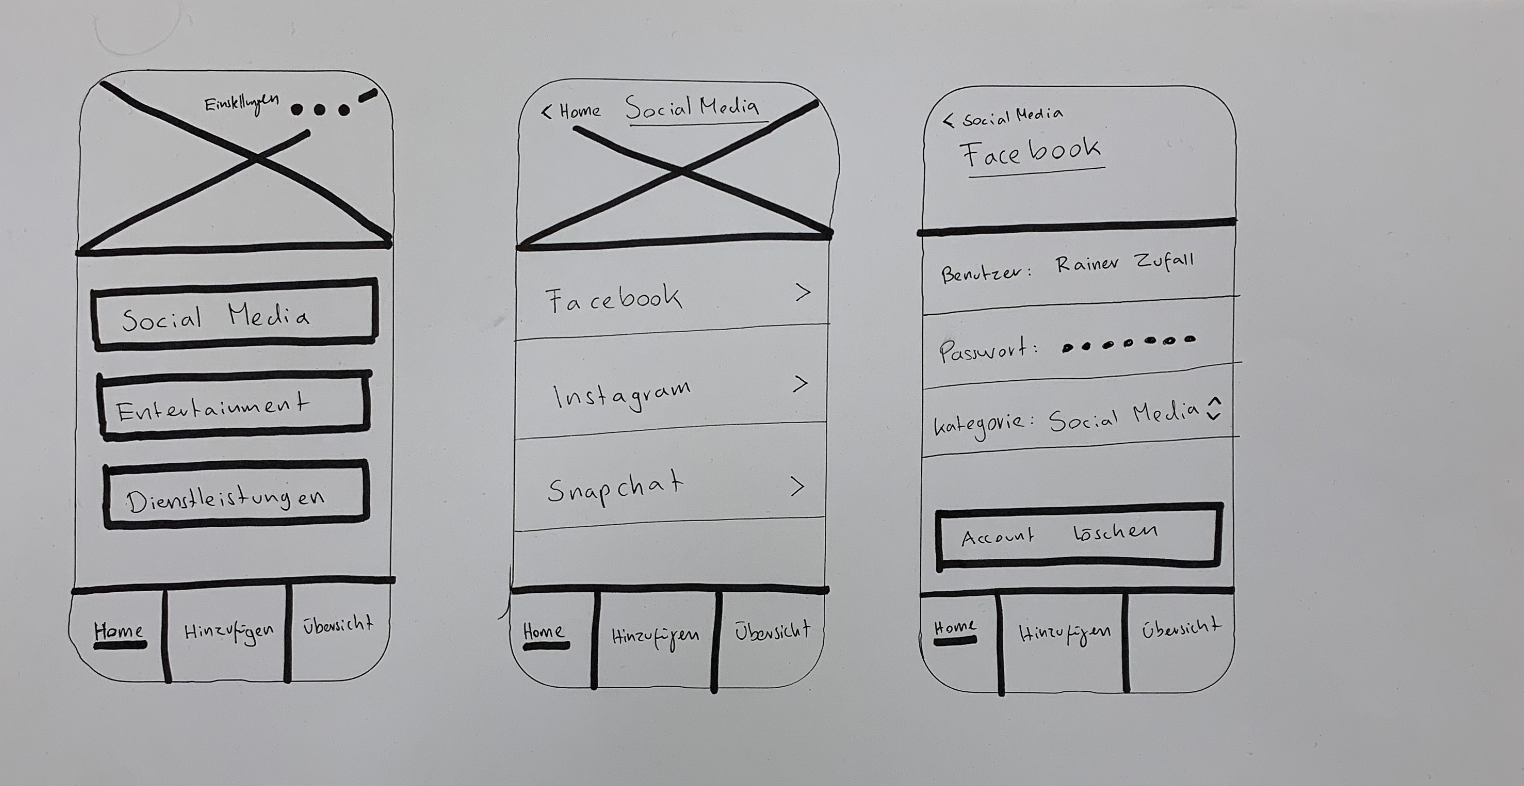 Einstellungen
Social Media
Entertainment
Dienstleistungen
Home Hinzufügen Übersicht
< Home Social Media
Facebook >
Instagram >
Snapchat >
Home Hinzufügen Übersicht
< Social Media
Facebook
Benutzer: Rainer Zufall
Passwort: •••••••
Kategorie: Social Media
Account löschen
Home Hinzufügen Übersicht